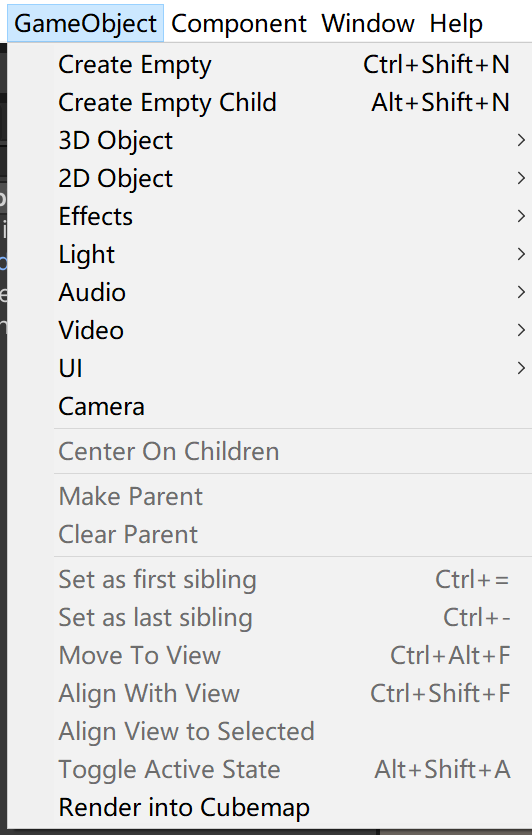 GameObject Component Window Help
Create Empty Ctrl+Shift+N
Create Empty Child Alt+Shift+N
3D Object
2D Object
Effects
Light
Audio
Video
UI
Camera
Center On Children
Make Parent
Clear Parent
Set as first sibling Ctrl+=
Set as last sibling Ctrl+-
Move To View Ctrl+Alt+F
Align With View Ctrl+Shift+F
Align View to Selected
Toggle Active State Alt+Shift+A
Render into Cubemap